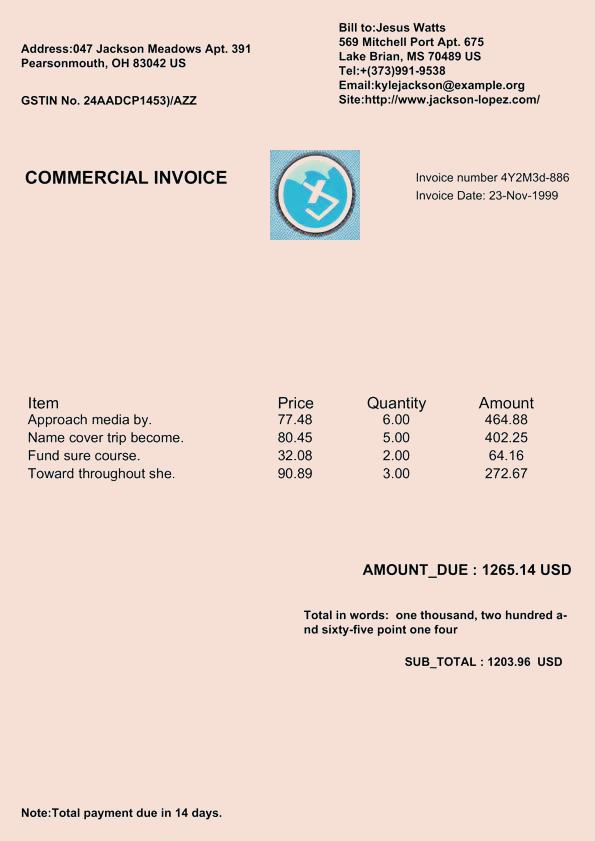 Address:047 Jackson Meadows Apt. 391
Pearsonmouth, OH 83042 US
GSTIN No. 24AADCP1453)/AZZ
Bill to:Jesus Watts
569 Mitchell Port Apt. 675
Lake Brian, MS 70489 US
Tel:+(373)991-9538
Email:kylejackson@example.org
Site:http://www.jackson-lopez.com/
COMMERCIAL INVOICE
Invoice number 4Y2M3d-886
Invoice Date: 23-Nov-1999
Item Price Quantity Amount
Approach media by. 77.48 6.00 464.88
Name cover trip become. 80.45 5.00 402.25
Fund sure course. 32.08 2.00 64.16
Toward throughout she. 90.89 3.00 272.67
AMOUNT_DUE : 1265.14 USD
Total in words: one thousand, two hundred a-
nd sixty-five point one four
SUB_TOTAL : 1203.96 USD
Note:Total payment due in 14 days.